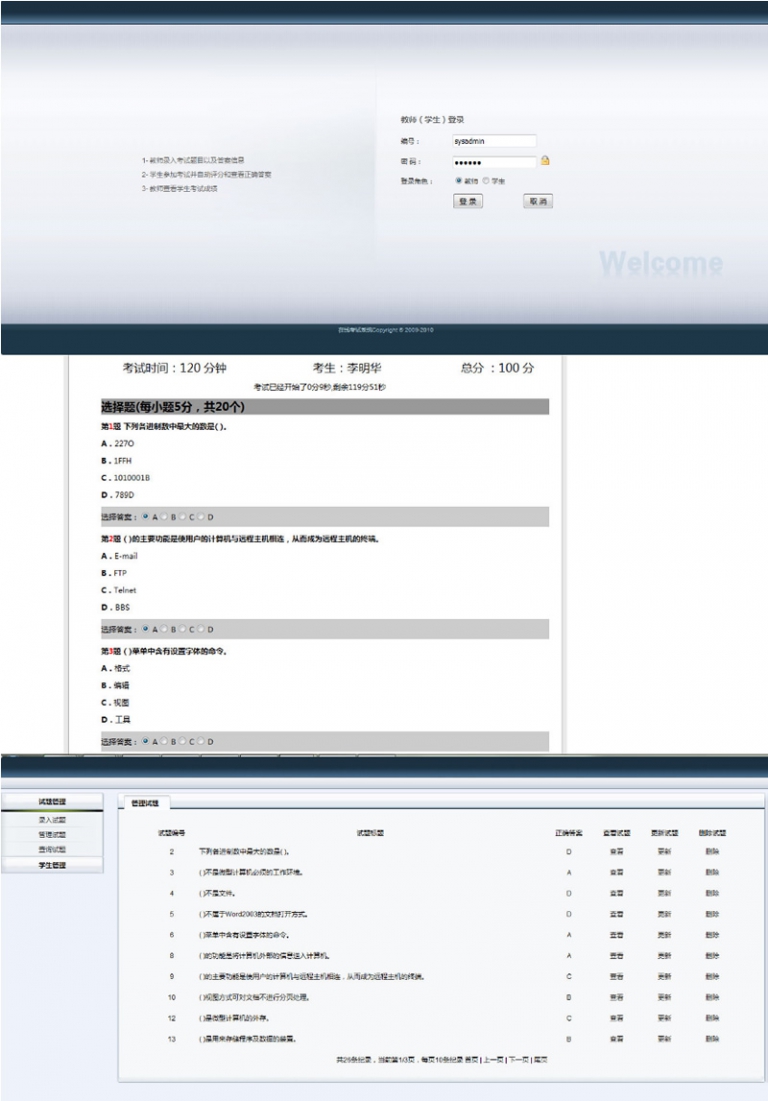 教师（学生）登录
编号：
sysadmin
1- 教师录入考试题目以及答案信息
密码：
••••••
2- 学生参加考试并自动评分和查看正确答案
登录角色： 教师 学生
3- 教师查看学生考试成绩
登录 取消
Welcome
在线考试系统Copyright © 2009-2010
考试时间：120 分钟 考生：李明华 总分 ：100 分
考试已经开始了0分9秒,剩余119分51秒
选择题(每小题5分，共20个)
第1题 下列各进制数中最大的数是( )。
A．227O
B．1FFH
C．1010001B
D．789D
选择答案： A B C D
第2题 ( )的主要功能是使用户的计算机与远程主机相连，从而成为远程主机的终端。
A．E-mail
B．FTP
C．Telnet
D．BBS
选择答案： A B C D
第3题 ( )菜单中含有设置字体的命令。
A．格式
B．编辑
C．视图
D．工具
选择答案： A B C D
试题管理
录入试题
管理试题
查询试题
学生管理
管理试题
试题编号 试题标题 正确答案 查看试题 更新试题 删除试题
2 下列各进制数中最大的数是( )。 D 查看 更新 删除
3 ( )不是微型计算机必须的工作环境。 A 查看 更新 删除
4 ( )不是文件。 D 查看 更新 删除
5 ( )不属于Word2003的文档打开方式。 D 查看 更新 删除
6 ( )菜单中含有设置字体的命令。 A 查看 更新 删除
8 ( )的功能是将计算机外部的信息送入计算机。 A 查看 更新 删除
9 ( )的主要功能是使用户的计算机与远程主机相连，从而成为远程主机的终端。 C 查看 更新 删除
10 ( )视图方式可对文档不进行分页处理。 B 查看 更新 删除
12 ( )是微型计算机的外存。 C 查看 更新 删除
13 ( )是用来存储程序及数据的装置。 B 查看 更新 删除
共26条纪录，当前第1/3页，每页10条纪录 首页 | 上一页 | 下一页 | 尾页